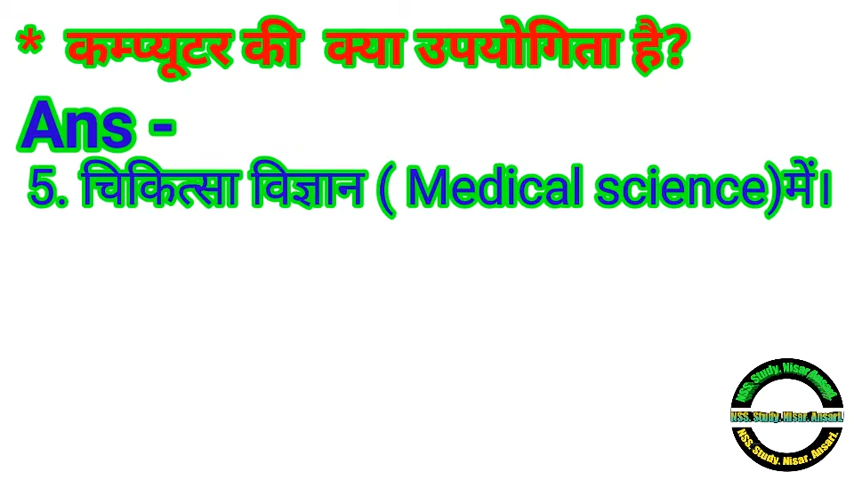 * कम्प्यूटर की क्या उपयोगिता है?
Ans -
5. चिकित्सा विज्ञान ( Medical science)में।
NSS. Study. Nisar Ansari.
NSS. Study. Nisar. Ansari.
NSS. Study. Nisar. Ansari.